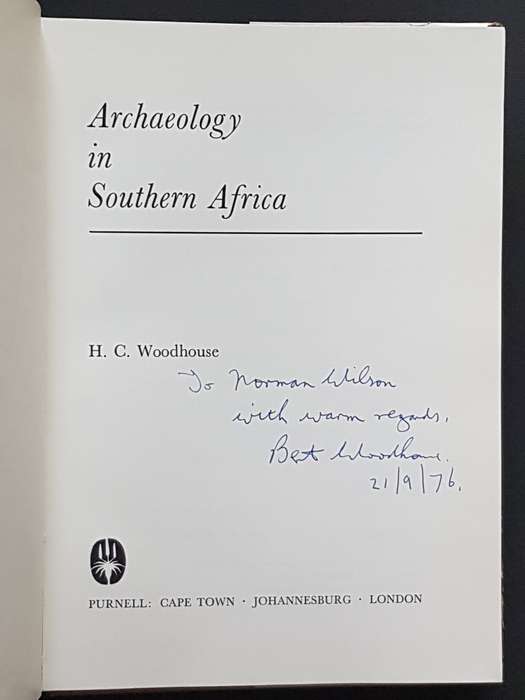 Archaeology
in
Southern Africa
H. C. Woodhouse
To Norman Wilson
with warm regards,
Bert Woodhouse.
21/9/76.
PURNELL: CAPE TOWN · JOHANNESBURG · LONDON